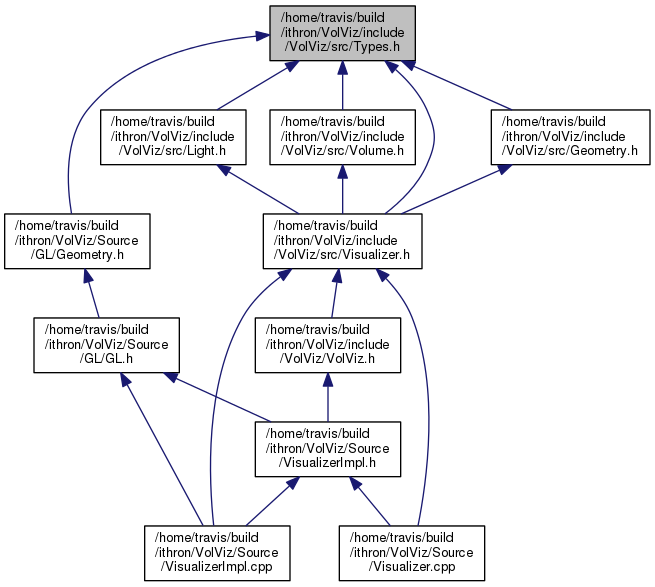 /home/travis/build
/ithron/VolViz/include
/VolViz/src/Types.h
/home/travis/build
/ithron/VolViz/include
/VolViz/src/Light.h
/home/travis/build
/ithron/VolViz/include
/VolViz/src/Volume.h
/home/travis/build
/ithron/VolViz/include
/VolViz/src/Geometry.h
/home/travis/build
/ithron/VolViz/Source
/GL/Geometry.h
/home/travis/build
/ithron/VolViz/include
/VolViz/src/Visualizer.h
/home/travis/build
/ithron/VolViz/Source
/GL/GL.h
/home/travis/build
/ithron/VolViz/include
/VolViz/VolViz.h
/home/travis/build
/ithron/VolViz/Source
/VisualizerImpl.h
/home/travis/build
/ithron/VolViz/Source
/VisualizerImpl.cpp
/home/travis/build
/ithron/VolViz/Source
/Visualizer.cpp